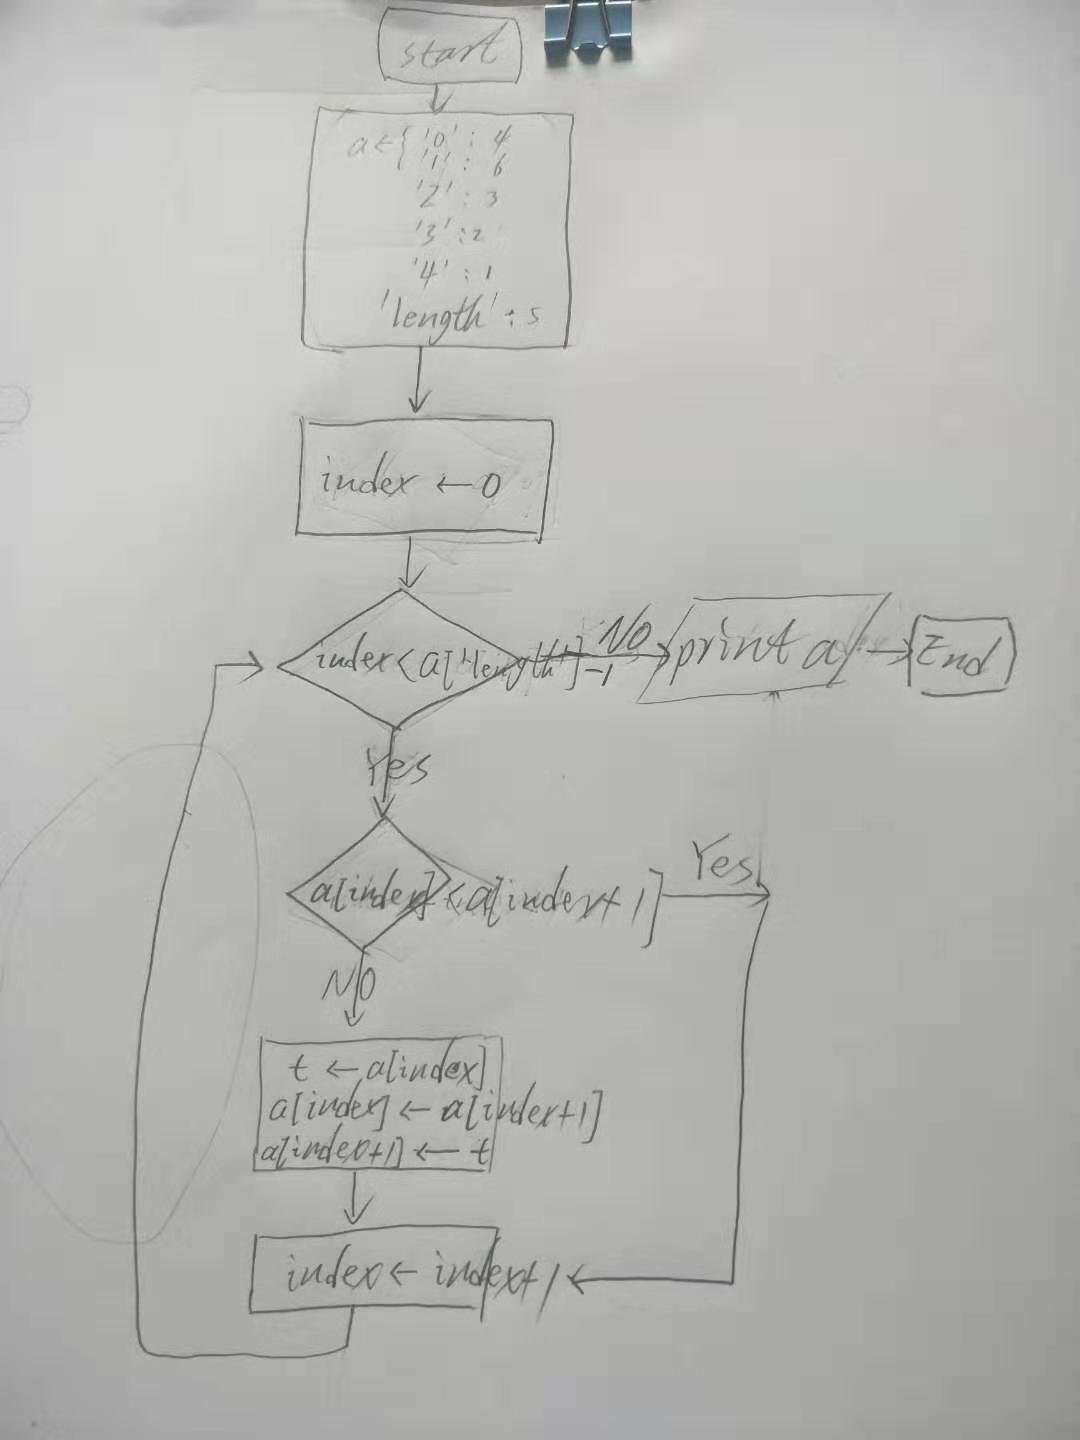 start
a←{'0' : 4
'1' : 6
'2' : 3
'3' : 2
'4' : 1
'length' : 5
index ← 0
index < a['length']-1
No
print a
End
Yes
a[index] < a[index+1]
Yes
NO
t ← a[index]
a[index] ← a[index+1]
a[index+1] ← t
index ← index+1